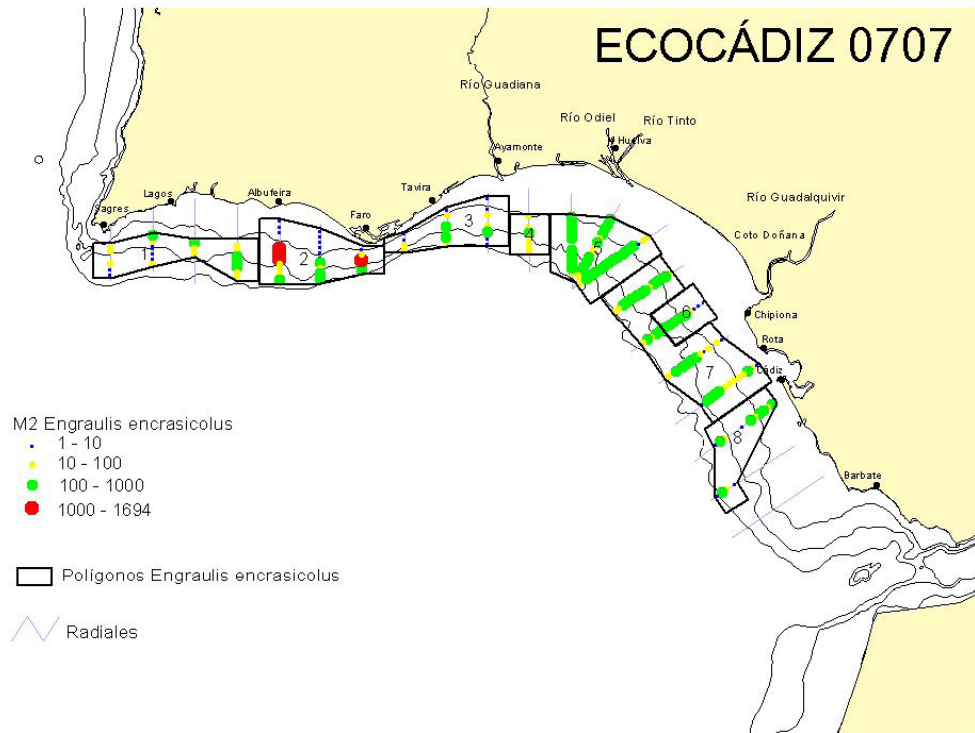 ECOCÁDIZ 0707
Río Guadiana
Río Odiel
Río Tinto
Huelva
Ayamonte
Río Guadalquivir
Tavira
Lagos
Albufeira
Sagres
Faro
Coto Doñana
Chipiona
Rota
Cádiz
Barbate
1
2
3
4
5
6
7
8
M2 Engraulis encrasicolus
1 - 10
10 - 100
100 - 1000
1000 - 1694
Polígonos Engraulis encrasicolus
Radiales